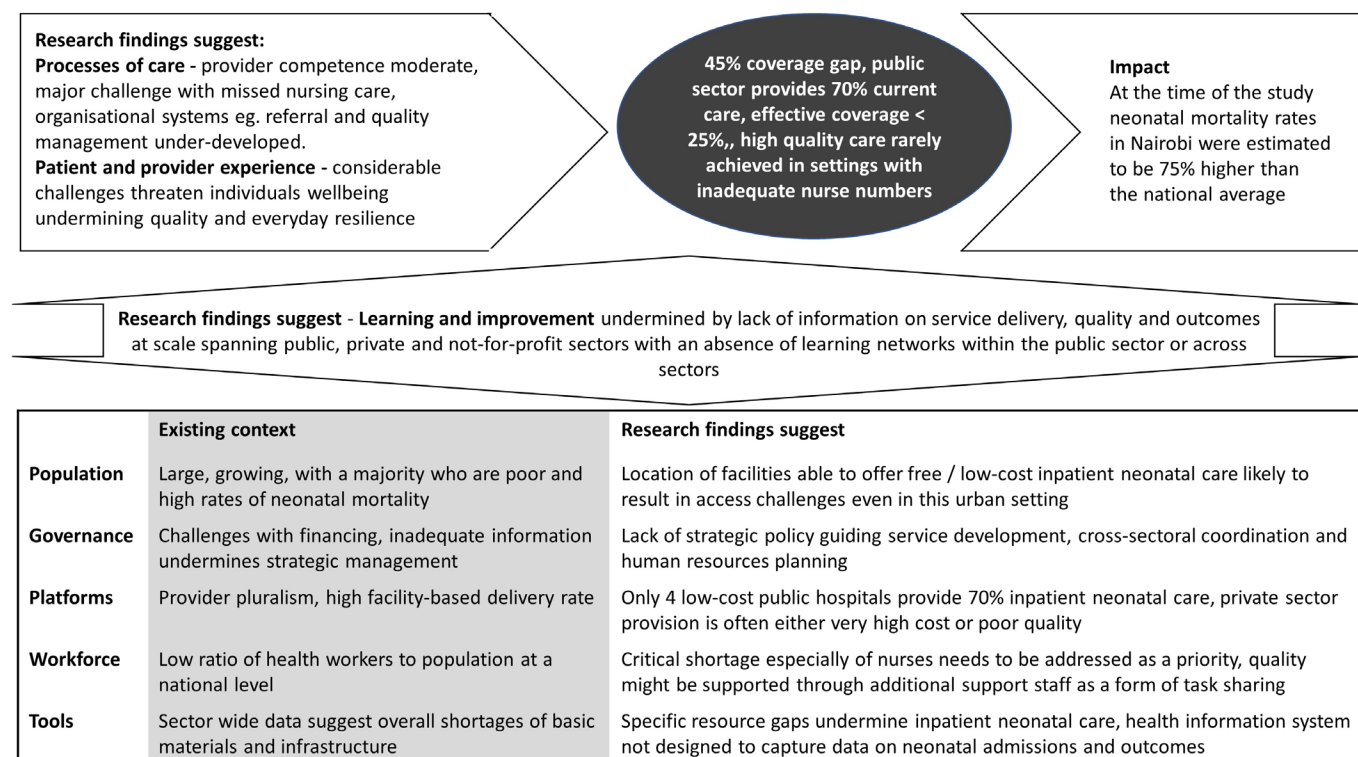 Research findings suggest:
Processes of care - provider competence moderate,
major challenge with missed nursing care,
organisational systems eg. referral and quality
management under-developed.
Patient and provider experience - considerable
challenges threaten individuals wellbeing
undermining quality and everyday resilience
45% coverage gap, public
sector provides 70% current
care, effective coverage <
25%,, high quality care rarely
achieved in settings with
inadequate nurse numbers
Impact
At the time of the study
neonatal mortality rates
in Nairobi were estimated
to be 75% higher than
the national average
Research findings suggest - Learning and improvement undermined by lack of information on service delivery, quality and outcomes
at scale spanning public, private and not-for-profit sectors with an absence of learning networks within the public sector or across
sectors
Existing context
Research findings suggest
Population
Large, growing, with a majority who are poor and
high rates of neonatal mortality
Location of facilities able to offer free / low-cost inpatient neonatal care likely to
result in access challenges even in this urban setting
Governance
Challenges with financing, inadequate information
undermines strategic management
Lack of strategic policy guiding service development, cross-sectoral coordination and
human resources planning
Platforms
Provider pluralism, high facility-based delivery rate
Only 4 low-cost public hospitals provide 70% inpatient neonatal care, private sector
provision is often either very high cost or poor quality
Workforce
Low ratio of health workers to population at a
national level
Critical shortage especially of nurses needs to be addressed as a priority, quality
might be supported through additional support staff as a form of task sharing
Tools
Sector wide data suggest overall shortages of basic
materials and infrastructure
Specific resource gaps undermine inpatient neonatal care, health information system
not designed to capture data on neonatal admissions and outcomes